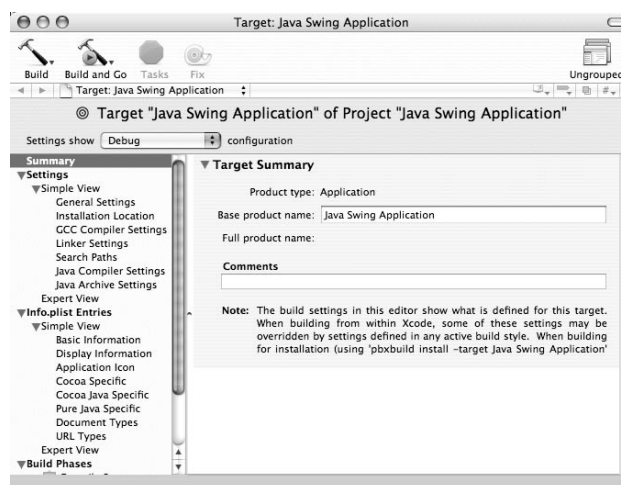 Target: Java Swing Application
Build Build and Go Tasks Fix Ungrouped
Target: Java Swing Application
Target "Java Swing Application" of Project "Java Swing Application"
Settings show Debug configuration
Summary
Settings
Simple View
General Settings
Installation Location
GCC Compiler Settings
Linker Settings
Search Paths
Java Compiler Settings
Java Archive Settings
Expert View
Info.plist Entries
Simple View
Basic Information
Display Information
Application Icon
Cocoa Specific
Cocoa Java Specific
Pure Java Specific
Document Types
URL Types
Expert View
Build Phases
Target Summary
Product type: Application
Base product name: Java Swing Application
Full product name:
Comments
Note: The build settings in this editor show what is defined for this target.
When building from within Xcode, some of these settings may be
overridden by settings defined in any active build style. When building
for installation (using 'pbxbuild install -target Java Swing Application'